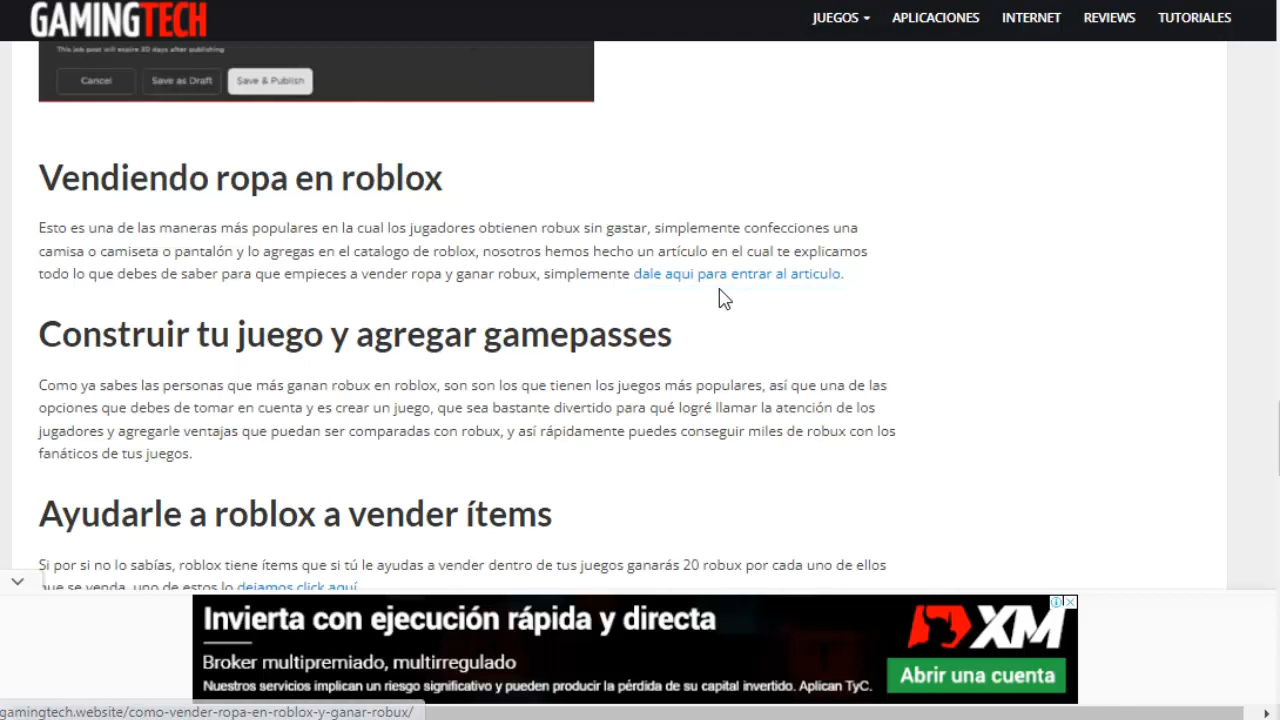 GAMINGTECH
JUEGOS APLICACIONES INTERNET REVIEWS TUTORIALES
This job post will expire 30 days after publishing
Cancel Save as Draft Save & Publish
Vendiendo ropa en roblox
Esto es una de las maneras más populares en la cual los jugadores obtienen robux sin gastar, simplemente confecciones una
camisa o camiseta o pantalón y lo agregas en el catalogo de roblox, nosotros hemos hecho un artículo en el cual te explicamos
todo lo que debes de saber para que empieces a vender ropa y ganar robux, simplemente dale aqui para entrar al articulo.
Construir tu juego y agregar gamepasses
Como ya sabes las personas que más ganan robux en roblox, son son los que tienen los juegos más populares, así que una de las
opciones que debes de tomar en cuenta y es crear un juego, que sea bastante divertido para qué logré llamar la atención de los
jugadores y agregarle ventajas que puedan ser comparadas con robux, y así rápidamente puedes conseguir miles de robux con los
fanáticos de tus juegos.
Ayudarle a roblox a vender ítems
Si por si no lo sabías, roblox tiene ítems que si tú le ayudas a vender dentro de tus juegos ganarás 20 robux por cada uno de ellos
que se venda, uno de estos lo dejamos click aquí
Invierta con ejecución rápida y directa
Broker multipremiado, multirregulado
Nuestros servicios implican un riesgo significativo y pueden producir la pérdida de su capital invertido. Aplican TyC.
XM
Abrir una cuenta
gamingtech.website/como-vender-ropa-en-roblox-y-ganar-robux/